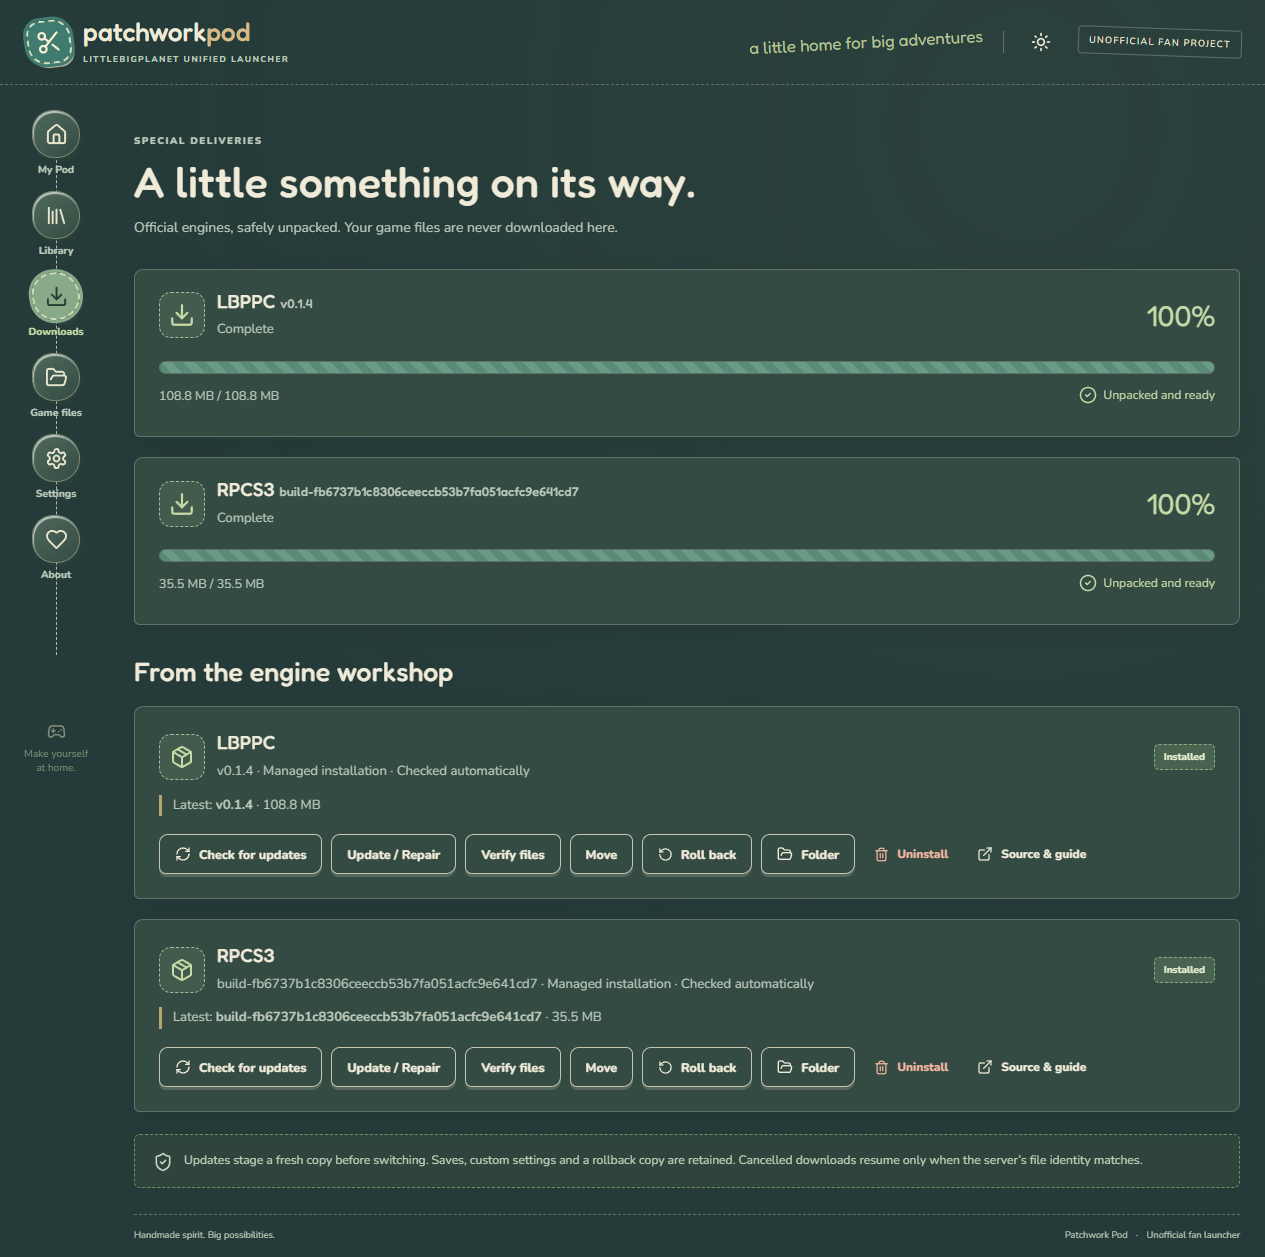 patchworkpod
LITTLEBIGPLANET UNIFIED LAUNCHER
a little home for big adventures
UNOFFICIAL FAN PROJECT
My Pod
Library
Downloads
Game files
Settings
About
Make yourself
at home.
SPECIAL DELIVERIES
A little something on its way.
Official engines, safely unpacked. Your game files are never downloaded here.
LBPPC v0.1.4
Complete
100%
108.8 MB / 108.8 MB
Unpacked and ready
RPCS3 build-fb6737b1c8306ceeccb53b7fa051acfc9e641cd7
Complete
100%
35.5 MB / 35.5 MB
Unpacked and ready
From the engine workshop
LBPPC
v0.1.4 · Managed installation · Checked automatically
Installed
Latest: v0.1.4 · 108.8 MB
Check for updates
Update / Repair
Verify files
Move
Roll back
Folder
Uninstall
Source & guide
RPCS3
build-fb6737b1c8306ceeccb53b7fa051acfc9e641cd7 · Managed installation · Checked automatically
Installed
Latest: build-fb6737b1c8306ceeccb53b7fa051acfc9e641cd7 · 35.5 MB
Check for updates
Update / Repair
Verify files
Move
Roll back
Folder
Uninstall
Source & guide
Updates stage a fresh copy before switching. Saves, custom settings and a rollback copy are retained. Cancelled downloads resume only when the server's file identity matches.
Handmade spirit. Big possibilities.
Patchwork Pod · Unofficial fan launcher